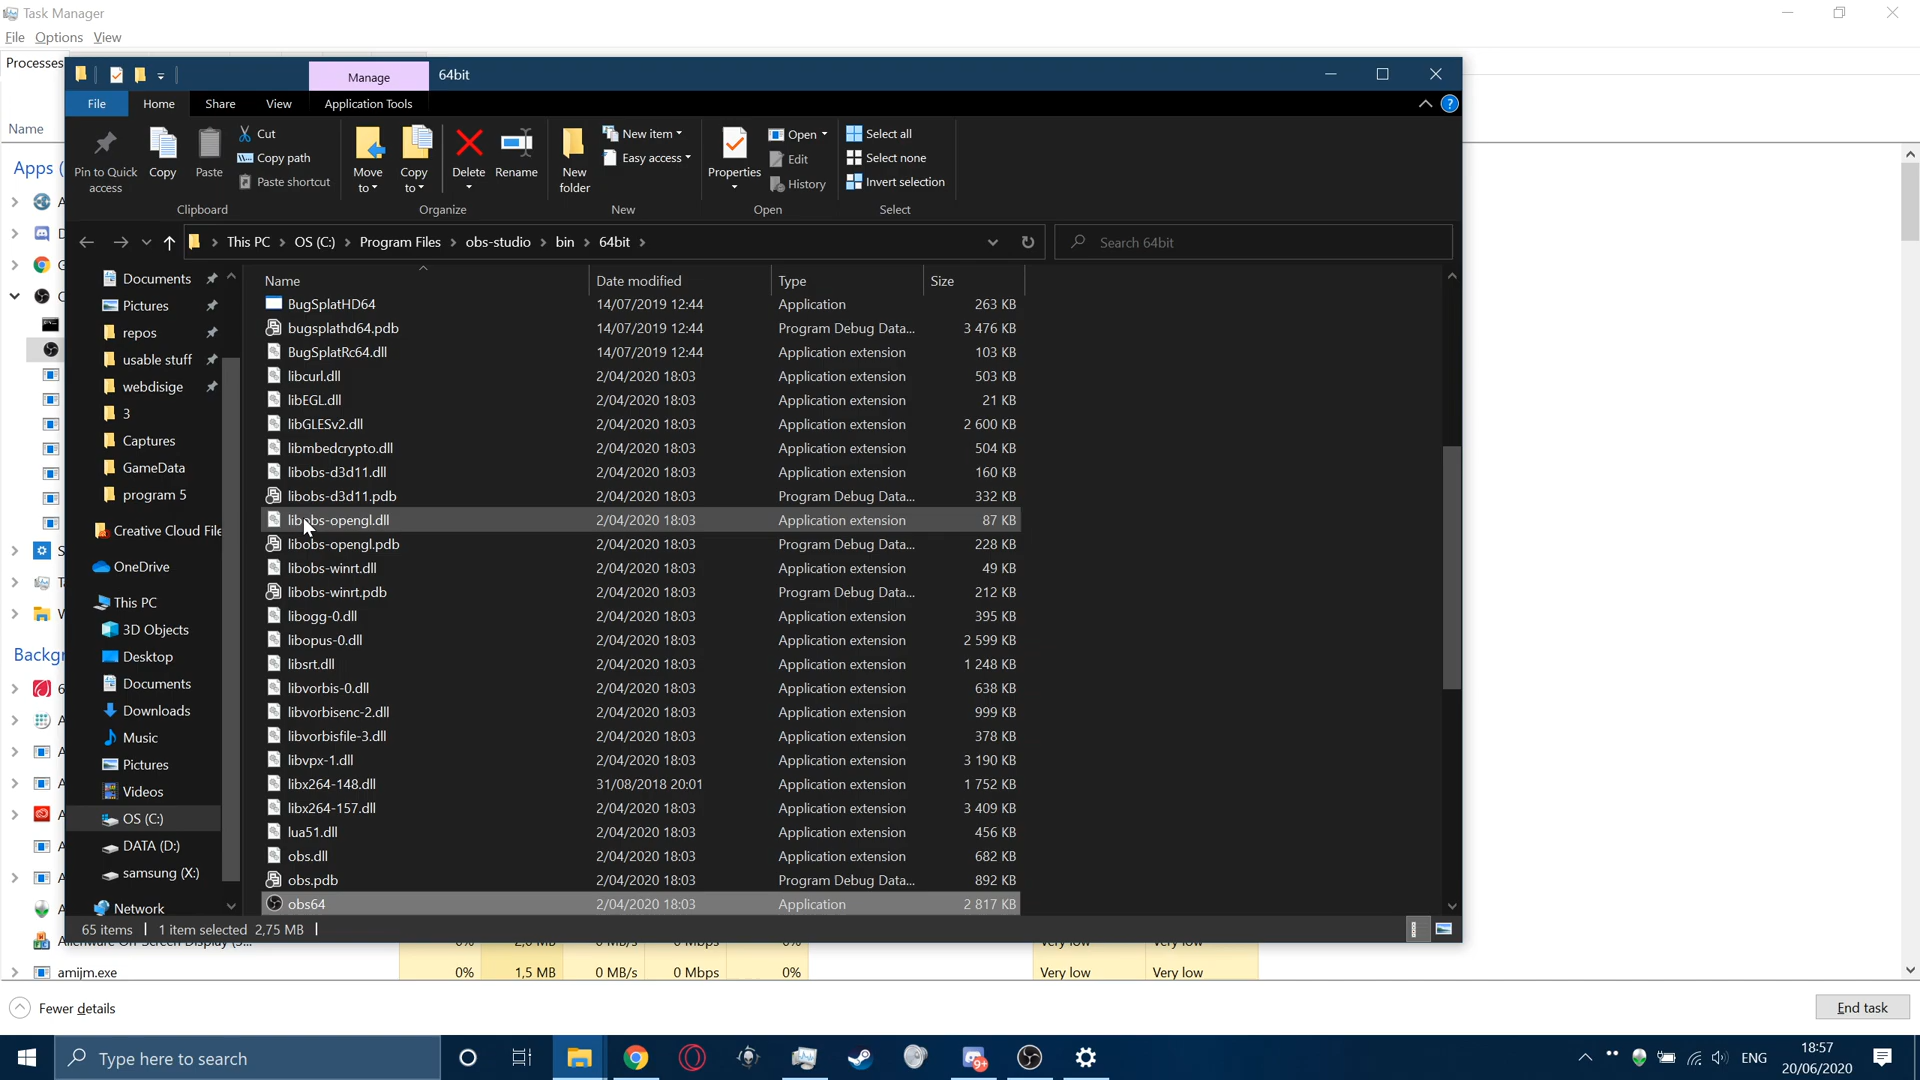 Task Manager
File Options View
Processes
Manage 64bit
File Home Share View Application Tools
Name
Pin to Quick access
Copy
Paste
Cut
Copy path
Paste shortcut
Move to
Copy to
Delete
Rename
New folder
New item
Easy access
Properties
Open
Edit
History
Select all
Select none
Invert selection
Clipboard Organize New Open Select
Apps (
This PC OS (C:) Program Files obs-studio bin 64bit
Search 64bit
Documents
Pictures
repos
usable stuff
webdisige
3
Captures
GameData
program 5
Creative Cloud File
OneDrive
This PC
3D Objects
Desktop
Documents
Downloads
Music
Pictures
Videos
OS (C:)
DATA (D:)
samsung (X:)
Network
Name Date modified Type Size
BugSplatHD64 14/07/2019 12:44 Application 263 KB
bugsplathd64.pdb 14/07/2019 12:44 Program Debug Data... 3 476 KB
BugSplatRc64.dll 14/07/2019 12:44 Application extension 103 KB
libcurl.dll 2/04/2020 18:03 Application extension 503 KB
libEGL.dll 2/04/2020 18:03 Application extension 21 KB
libGLESv2.dll 2/04/2020 18:03 Application extension 2 600 KB
libmbedcrypto.dll 2/04/2020 18:03 Application extension 504 KB
libobs-d3d11.dll 2/04/2020 18:03 Application extension 160 KB
libobs-d3d11.pdb 2/04/2020 18:03 Program Debug Data... 332 KB
libobs-opengl.dll 2/04/2020 18:03 Application extension 87 KB
libobs-opengl.pdb 2/04/2020 18:03 Program Debug Data... 228 KB
libobs-winrt.dll 2/04/2020 18:03 Application extension 49 KB
libobs-winrt.pdb 2/04/2020 18:03 Program Debug Data... 212 KB
libogg-0.dll 2/04/2020 18:03 Application extension 395 KB
libopus-0.dll 2/04/2020 18:03 Application extension 2 599 KB
libsrt.dll 2/04/2020 18:03 Application extension 1 248 KB
libvorbis-0.dll 2/04/2020 18:03 Application extension 638 KB
libvorbisenc-2.dll 2/04/2020 18:03 Application extension 999 KB
libvorbisfile-3.dll 2/04/2020 18:03 Application extension 378 KB
libvpx-1.dll 2/04/2020 18:03 Application extension 3 190 KB
libx264-148.dll 31/08/2018 20:01 Application extension 1 752 KB
libx264-157.dll 2/04/2020 18:03 Application extension 3 409 KB
lua51.dll 2/04/2020 18:03 Application extension 456 KB
obs.dll 2/04/2020 18:03 Application extension 682 KB
obs.pdb 2/04/2020 18:03 Program Debug Data... 892 KB
obs64 2/04/2020 18:03 Application 2 817 KB
65 items 1 item selected 2,75 MB
amijm.exe 0% 1,5 MB 0 MB/s 0 Mbps 0% Very low Very low
Fewer details End task
Type here to search
ENG
18:57
20/06/2020